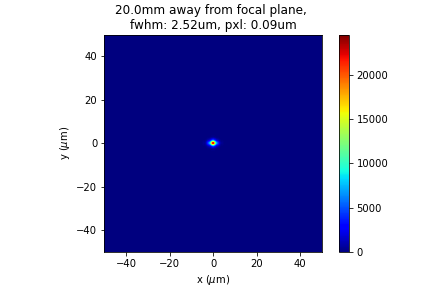 20.0mm away from focal plane,
fwhm: 2.52um, pxl: 0.09um
40
20
0
−20
−40
y (μm)
−40 −20 0 20 40
x (μm)
20000
15000
10000
5000
0